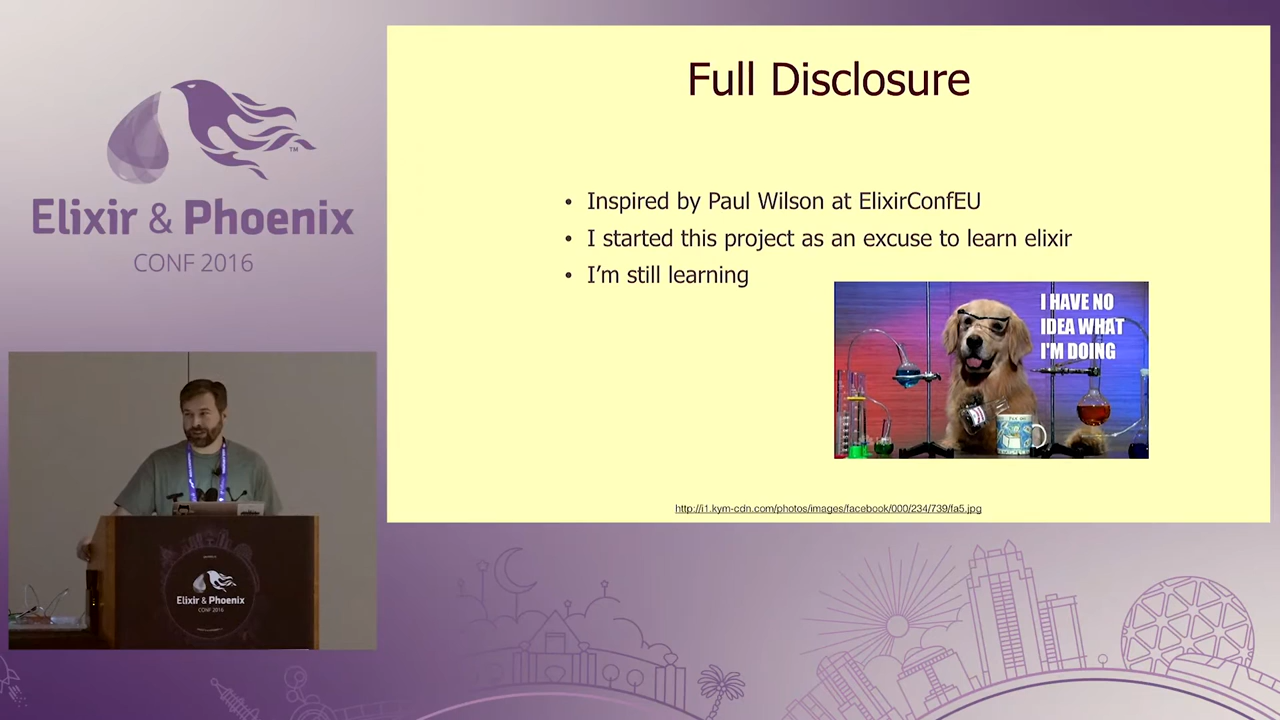 Elixir & Phoenix
CONF 2016
TM
Full Disclosure
• Inspired by Paul Wilson at ElixirConfEU
• I started this project as an excuse to learn elixir
• I'm still learning
I HAVE NO
IDEA WHAT
I'M DOING
http://i1.kym-cdn.com/photos/images/facebook/000/234/739/fa5.jpg
Elixir & Phoenix
CONF 2016